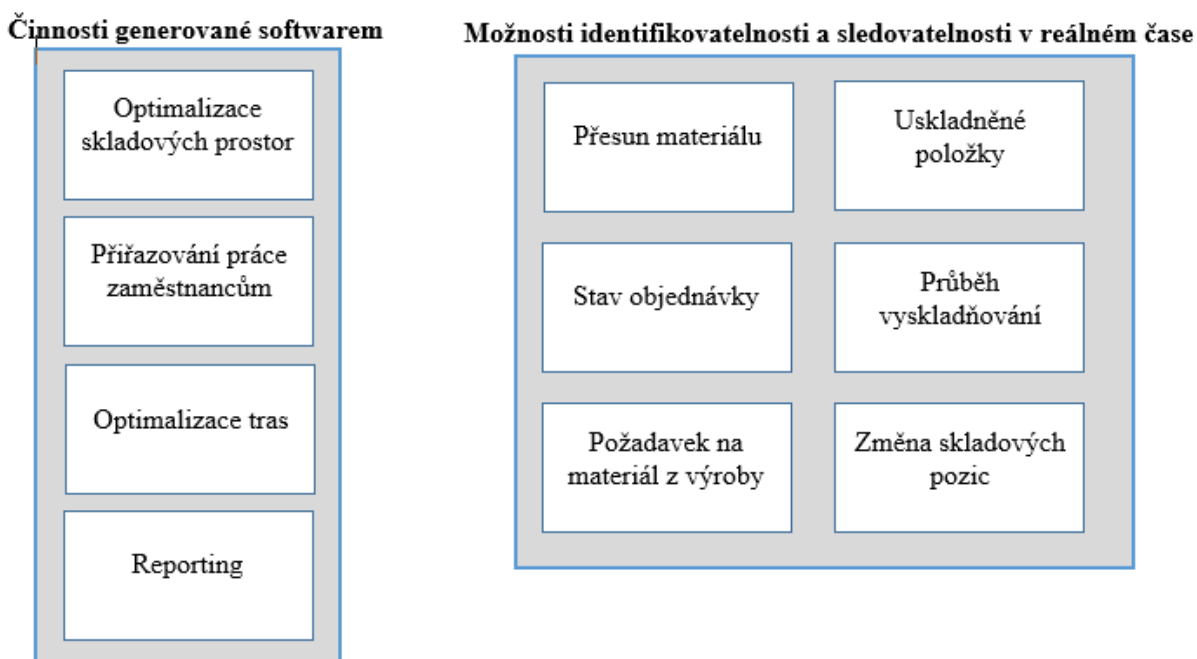 Činnosti generované softwarem
Optimalizace
skladových prostor
Přiřazování práce
zaměstnancům
Optimalizace tras
Reporting
Možnosti identifikovatelnosti a sledovatelnosti v reálném čase
Přesun materiálu
Uskladněné
položky
Stav objednávky
Průběh
vyskladňování
Požadavek na
materiál z výroby
Změna skladových
pozic